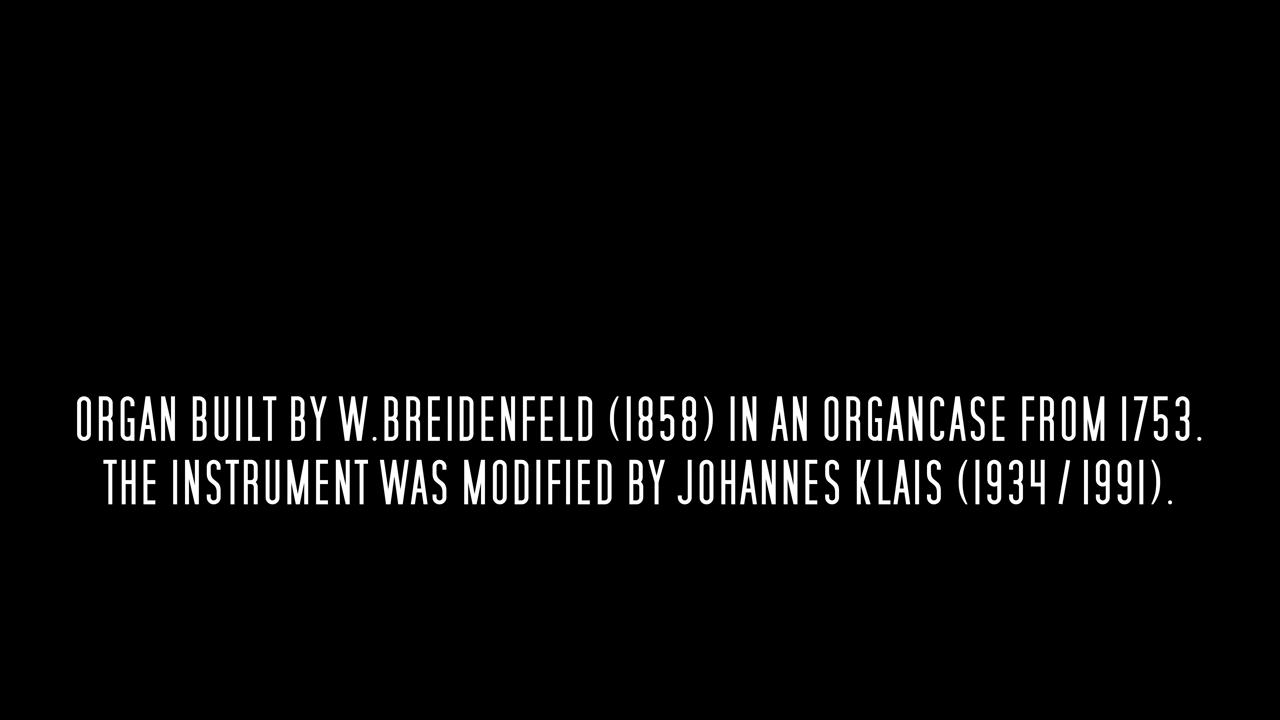 ORGAN BUILT BY W.BREIDENFELD (1858) IN AN ORGANCASE FROM 1753.
THE INSTRUMENT WAS MODIFIED BY JOHANNES KLAIS (1934 / 1991).